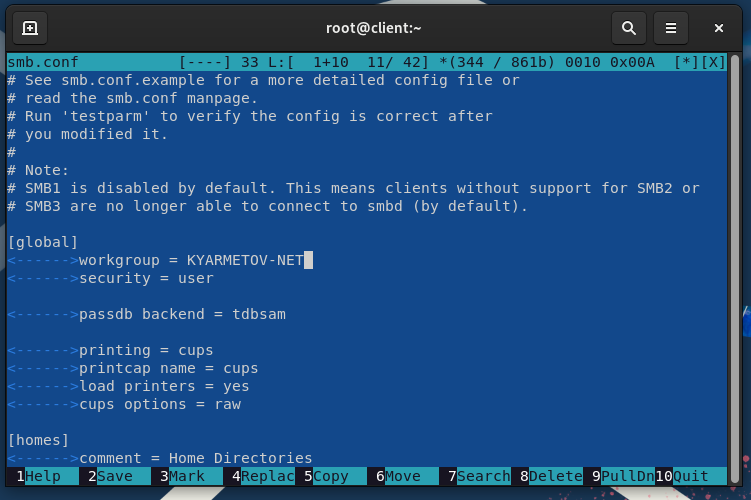 root@client:~
smb.conf [----] 33 L:[ 1+10 11/ 42] *(344 / 861b) 0010 0x00A [*][X]
# See smb.conf.example for a more detailed config file or
# read the smb.conf manpage.
# Run 'testparm' to verify the config is correct after
# you modified it.
#
# Note:
# SMB1 is disabled by default. This means clients without support for SMB2 or
# SMB3 are no longer able to connect to smbd (by default).
[global]
<------>workgroup = KYARMETOV-NET
<------>security = user
<------>passdb backend = tdbsam
<------>printing = cups
<------>printcap name = cups
<------>load printers = yes
<------>cups options = raw
[homes]
<------>comment = Home Directories
1Help 2Save 3Mark 4Replac 5Copy 6Move 7Search 8Delete 9PullDn 10Quit